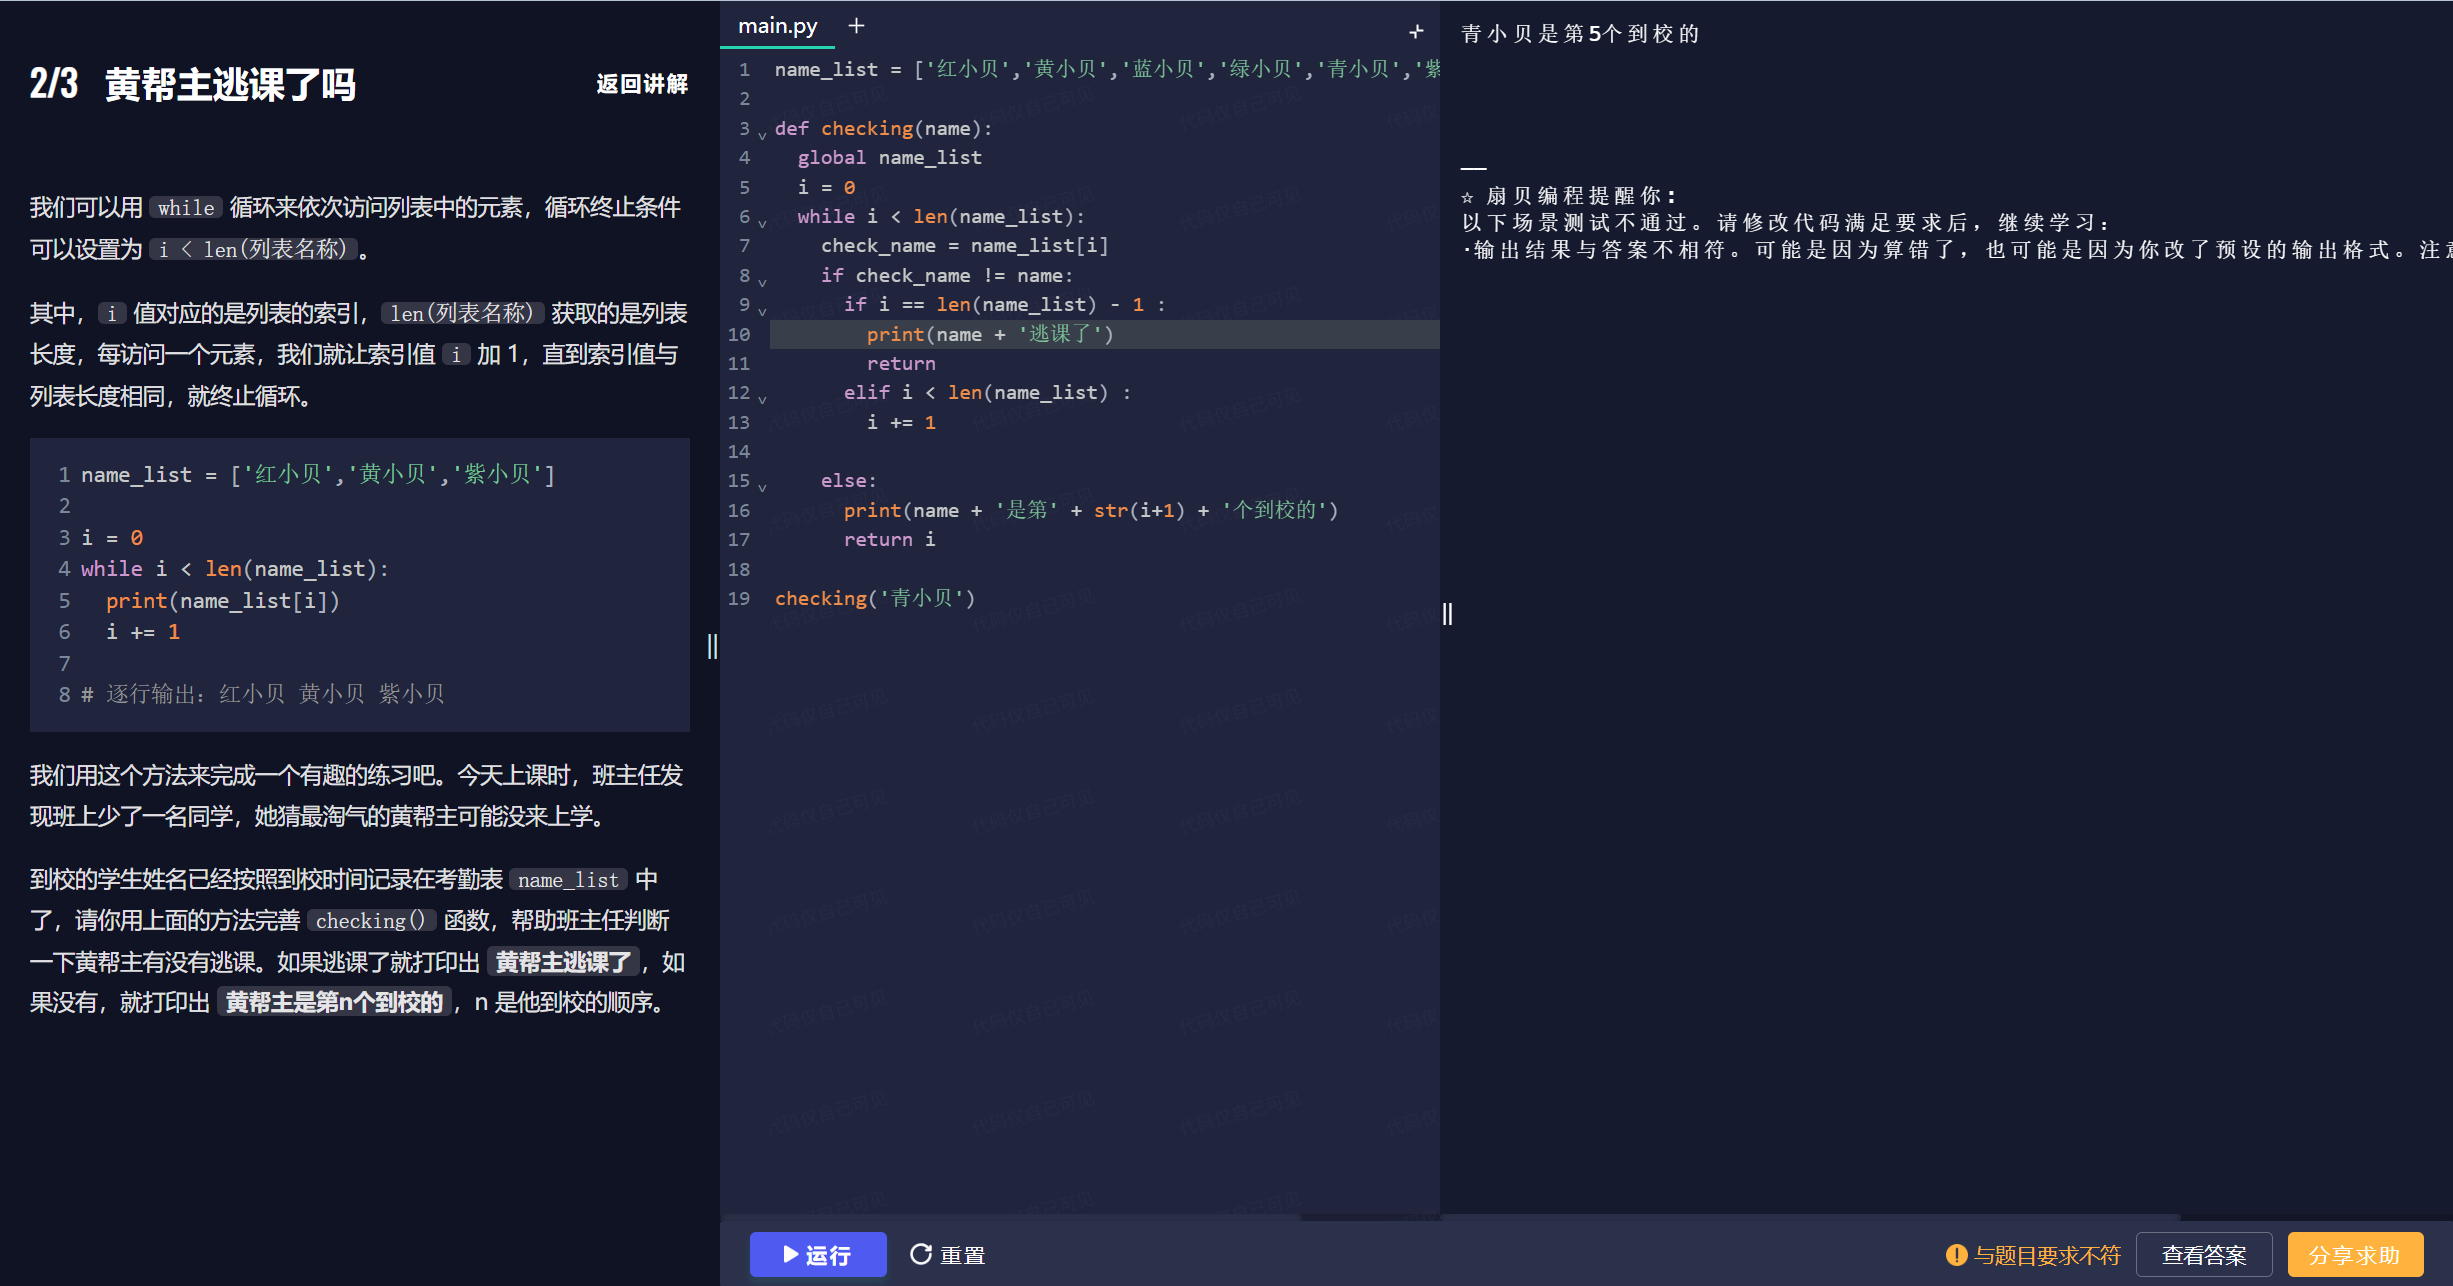 2/3 黄帮主逃课了吗
返回讲解
我们可以用 while 循环来依次访问列表中的元素，循环终止条件
可以设置为 i < len(列表名称) 。
其中， i 值对应的是列表的索引， len(列表名称) 获取的是列表
长度，每访问一个元素，我们就让索引值 i 加 1，直到索引值与
列表长度相同，就终止循环。
1 name_list = ['红小贝','黄小贝','紫小贝']
2
3 i = 0
4 while i < len(name_list):
5   print(name_list[i])
6   i += 1
7
8 # 逐行输出：红小贝 黄小贝 紫小贝
我们用这个方法来完成一个有趣的练习吧。今天上课时，班主任发
现班上少了一名同学，她猜最淘气的黄帮主可能没来上学。
到校的学生姓名已经按照到校时间记录在考勤表 name_list 中
了，请你用上面的方法完善 checking() 函数，帮助班主任判断
一下黄帮主有没有逃课。如果逃课了就打印出 黄帮主逃课了 ，如
果没有，就打印出 黄帮主是第n个到校的 ，n 是他到校的顺序。
main.py +
1 name_list = ['红小贝','黄小贝','蓝小贝','绿小贝','青小贝','紫
2
3 def checking(name):
4   global name_list
5   i = 0
6   while i < len(name_list):
7     check_name = name_list[i]
8     if check_name != name:
9       if i == len(name_list) - 1 :
10         print(name + '逃课了')
11         return
12       elif i < len(name_list) :
13         i += 1
14
15     else:
16       print(name + '是第' + str(i+1) + '个到校的')
17       return i
18
19 checking('青小贝')
运行
重置
青小贝是第5个到校的
——
☆ 扇贝编程提醒你：
以下场景测试不通过。请修改代码满足要求后，继续学习：
·输出结果与答案不相符。可能是因为算错了，也可能是因为你改了预设的输出格式。注意
与题目要求不符
查看答案
分享求助
代码仅自己可见